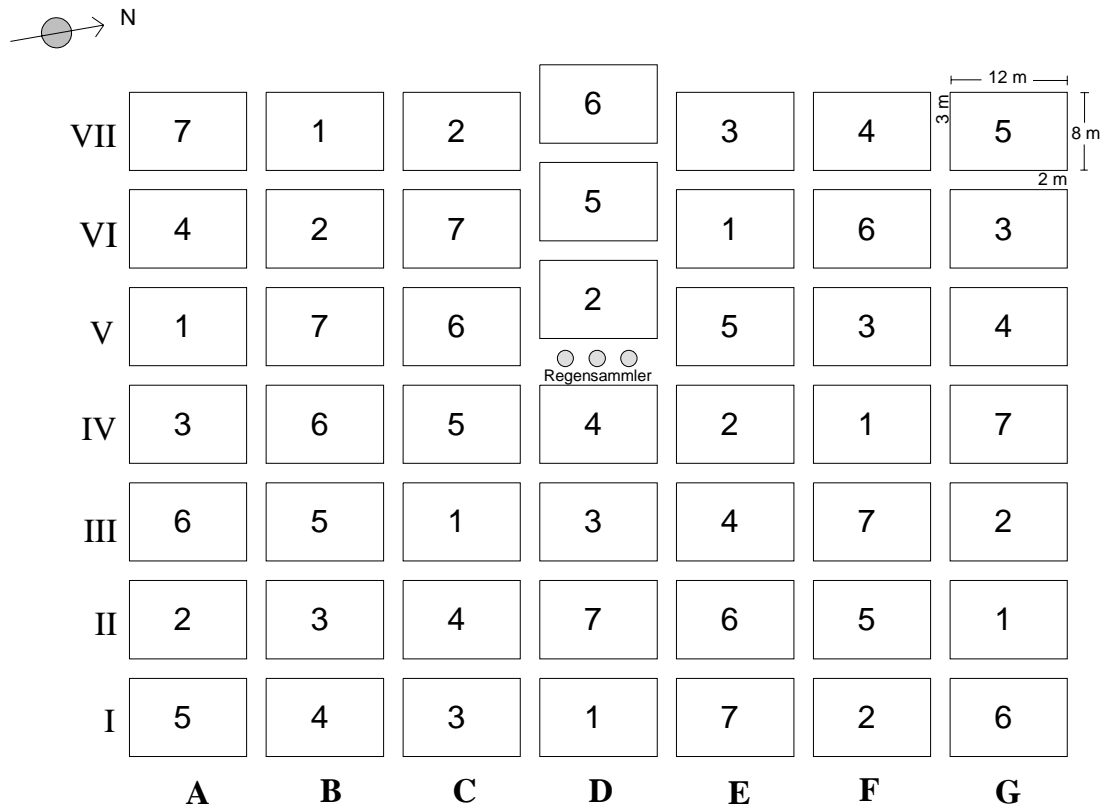 N
12 m
6
VII 7 1 2 3 4 3 m 5 8 m
2 m
5
VI 4 2 7 1 6 3
2
V 1 7 6 5 3 4
Regensammler
IV 3 6 5 4 2 1 7
III 6 5 1 3 4 7 2
II 2 3 4 7 6 5 1
I 5 4 3 1 7 2 6
A B C D E F G